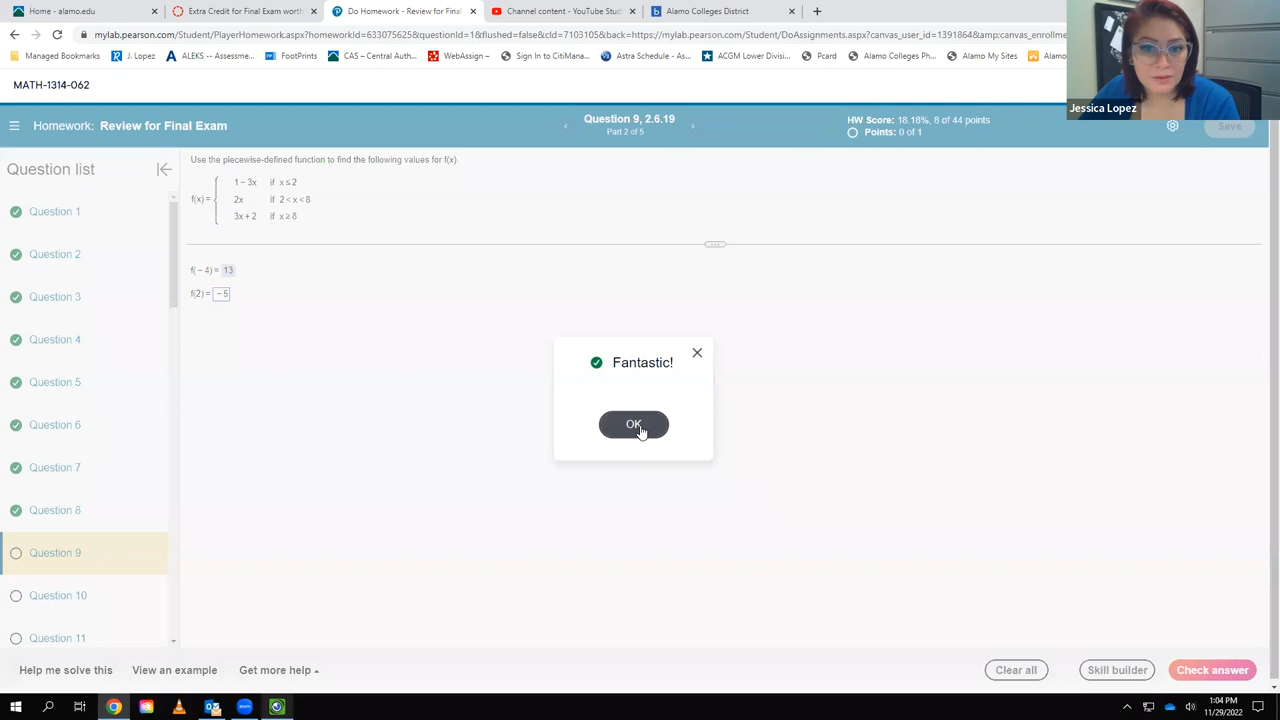 Home - alamo.edu
Extra Credit for Final Exam worth
Do Homework - Review for Final
Channel content - YouTube Stud
Alamo Colleges District
mylab.pearson.com/Student/PlayerHomework.aspx?homeworkId=633075625&questionId=1&flushed=false&cId=7103105&back=https://mylab.pearson.com/Student/DoAssignments.aspx?canvas_user_id=1391864&amp;canvas_enrollme
Managed Bookmarks
J. Lopez
ALEKS -- Assessme...
FootPrints
CAS – Central Auth...
WebAssign –
Sign In to CitiMana...
Astra Schedule - As...
ACGM Lower Divisi...
Pcard
Alamo Colleges Ph...
Alamo My Sites
Alamo
Jessica Lopez
MATH-1314-062
Homework: Review for Final Exam
Question 9, 2.6.19
Part 2 of 5
HW Score: 18.18%, 8 of 44 points
Points: 0 of 1
Save
Question list
Question 1
Question 2
Question 3
Question 4
Question 5
Question 6
Question 7
Question 8
Question 9
Question 10
Question 11
Use the piecewise-defined function to find the following values for f(x).
1 − 3x if x ≤ 2
f(x) = 2x if 2 < x < 8
3x + 2 if x ≥ 8
f( − 4) = 13
f(2) = − 5
Fantastic!
OK
Help me solve this
View an example
Get more help
Clear all
Skill builder
Check answer
1:04 PM
11/29/2022